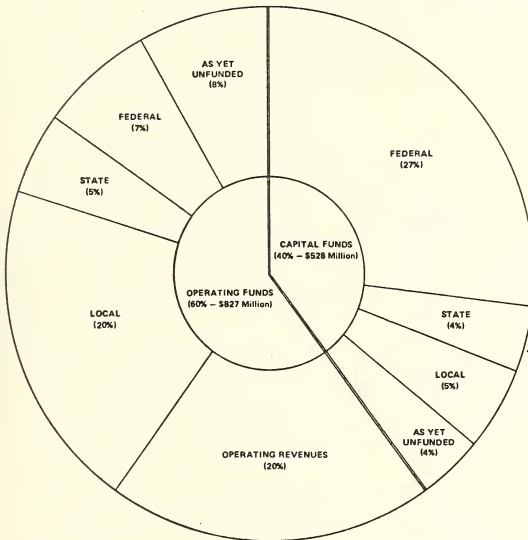 AS YET
UNFUNDED
(8%)
FEDERAL
(7%)
STATE
(5%)
LOCAL
(20%)
OPERATING REVENUES
(20%)
OPERATING FUNDS
(60% – $827 Million)
CAPITAL FUNDS
(40% – $528 Million)
FEDERAL
(27%)
STATE
(4%)
LOCAL
(5%)
AS YET
UNFUNDED
(4%)